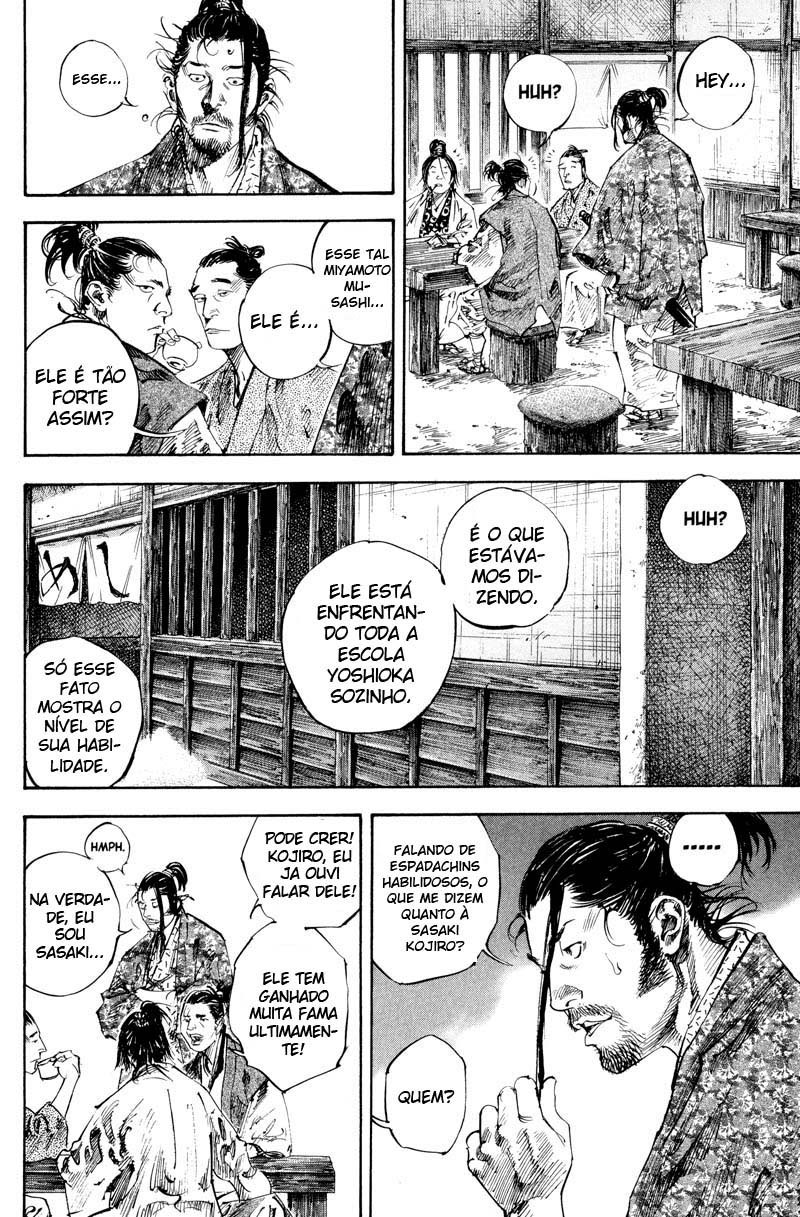 HEY...
HUH?
ESSE...
ESSE TAL
MIYAMOTO
MU-
SASHI...
ELE É...
ELE É TÃO
FORTE
ASSIM?
HUH?
É O QUE
ESTÁVA-
MOS DI-
ZENDO.
ELE ESTÁ
ENFRENTAN-
DO TODA A
ESCOLA
YOSHIOKA
SOZINHO.
めし
SÓ ESSE
FATO
MOSTRA O
NÍVEL DE
SUA HABI-
LIDADE.
.....
FALANDO DE
ESPADACHINS
HABILIDOSOS, O
QUE ME DIZEM
QUANTO À
SASAKI
KOJIRO?
QUEM?
PODE CRER!
KOJIRO, EU
JA OUVI
FALAR DELE!
ELE TEM
GANHADO
MUITA FAMA
ULTIMAMEN-
TE!
HMPH.
NA VERDA-
DE, EU
SOU
SASAKI...